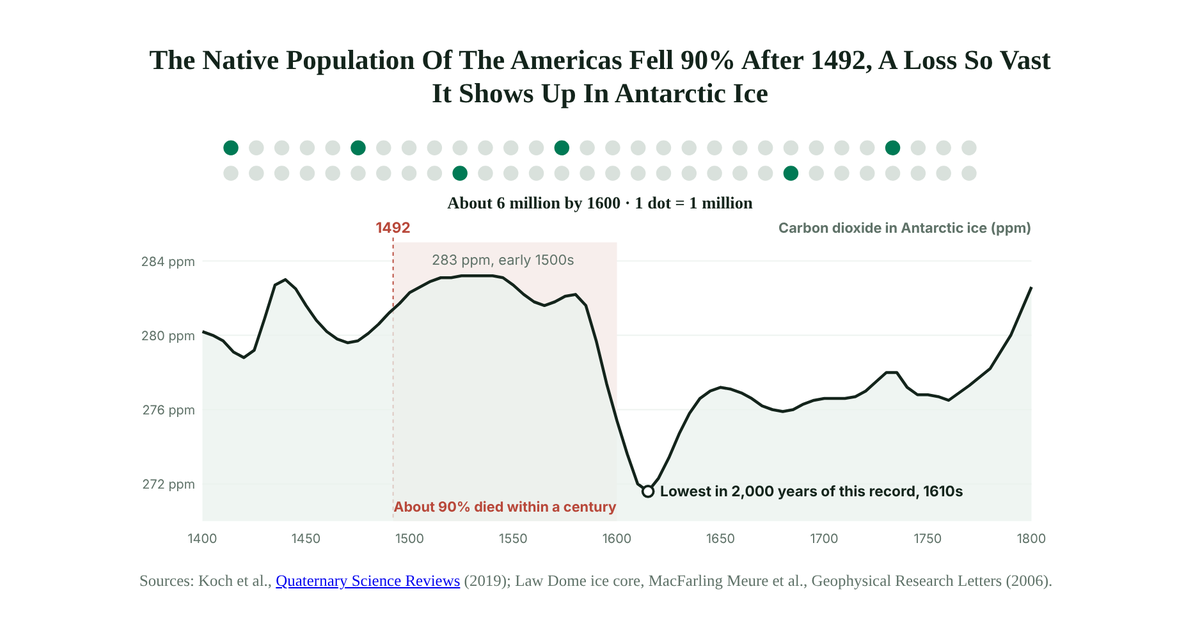 The Native Population Of The Americas Fell 90% After 1492, A Loss So Vast
It Shows Up In Antarctic Ice
About 6 million by 1600 · 1 dot = 1 million
1492
Carbon dioxide in Antarctic ice (ppm)
284 ppm
283 ppm, early 1500s
280 ppm
276 ppm
272 ppm
Lowest in 2,000 years of this record, 1610s
About 90% died within a century
1400 1450 1500 1550 1600 1650 1700 1750 1800
Sources: Koch et al., Quaternary Science Reviews (2019); Law Dome ice core, MacFarling Meure et al., Geophysical Research Letters (2006).